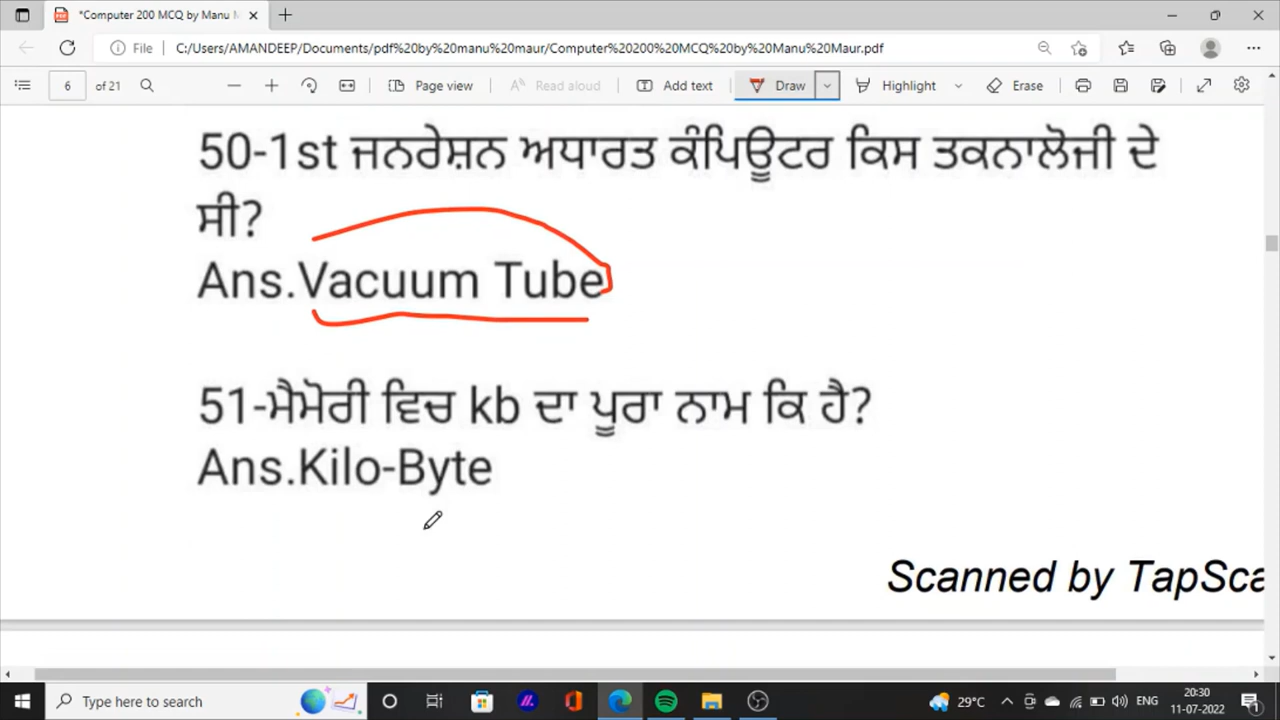 *Computer 200 MCQ by Manu M
File
C:/Users/AMANDEEP/Documents/pdf%20by%20manu%20maur/Computer%20200%20MCQ%20by%20Manu%20Maur.pdf
6 of 21
Page view
Read aloud
Add text
Draw
Highlight
Erase
50-1st ਜਨਰੇਸ਼ਨ ਅਧਾਰਤ ਕੰਪਿਊਟਰ ਕਿਸ ਤਕਨਾਲੋਜੀ ਦੇ
ਸੀ?
Ans.Vacuum Tube
51-ਮੈਮੋਰੀ ਵਿਚ kb ਦਾ ਪੂਰਾ ਨਾਮ ਕਿ ਹੈ?
Ans.Kilo-Byte
Scanned by TapSca
Type here to search
29°C
ENG
20:30
11-07-2022
1